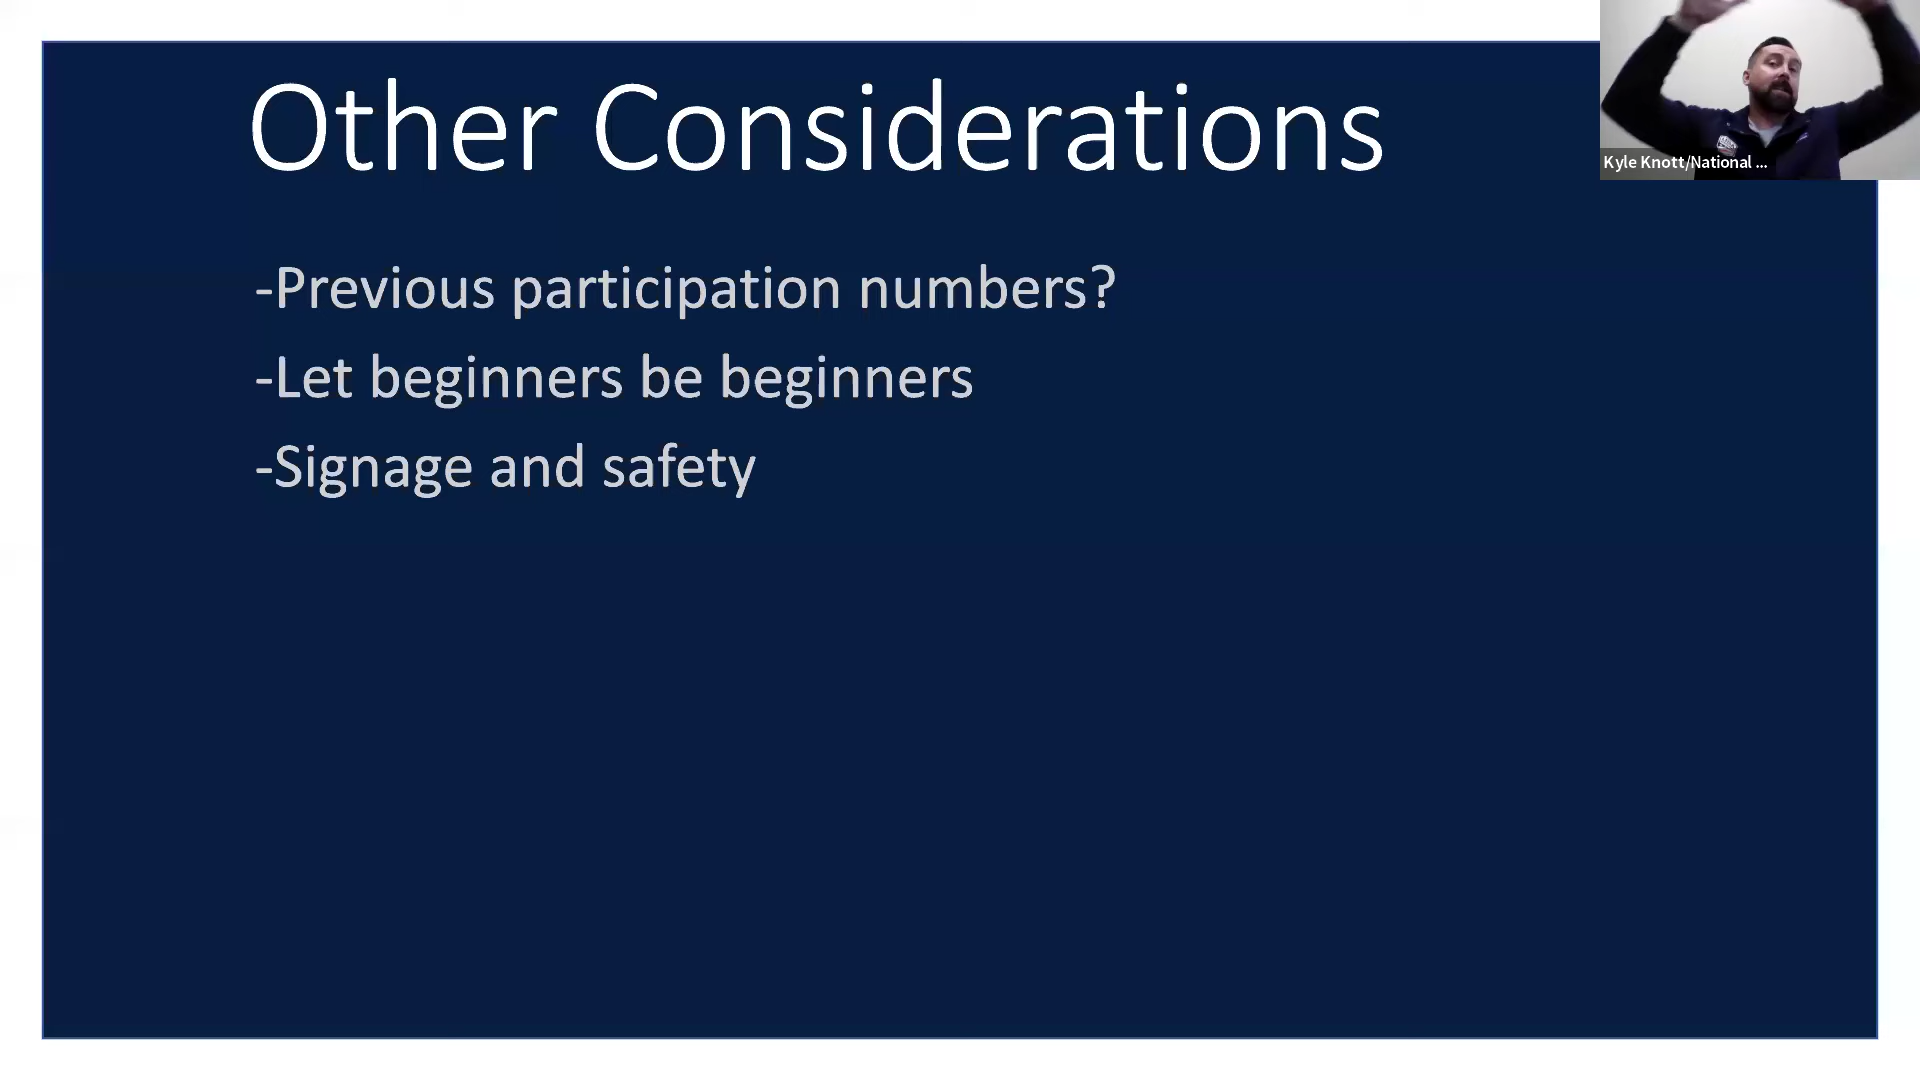 Other Considerations
-Previous participation numbers?
-Let beginners be beginners
-Signage and safety
Kyle Knott/National ...